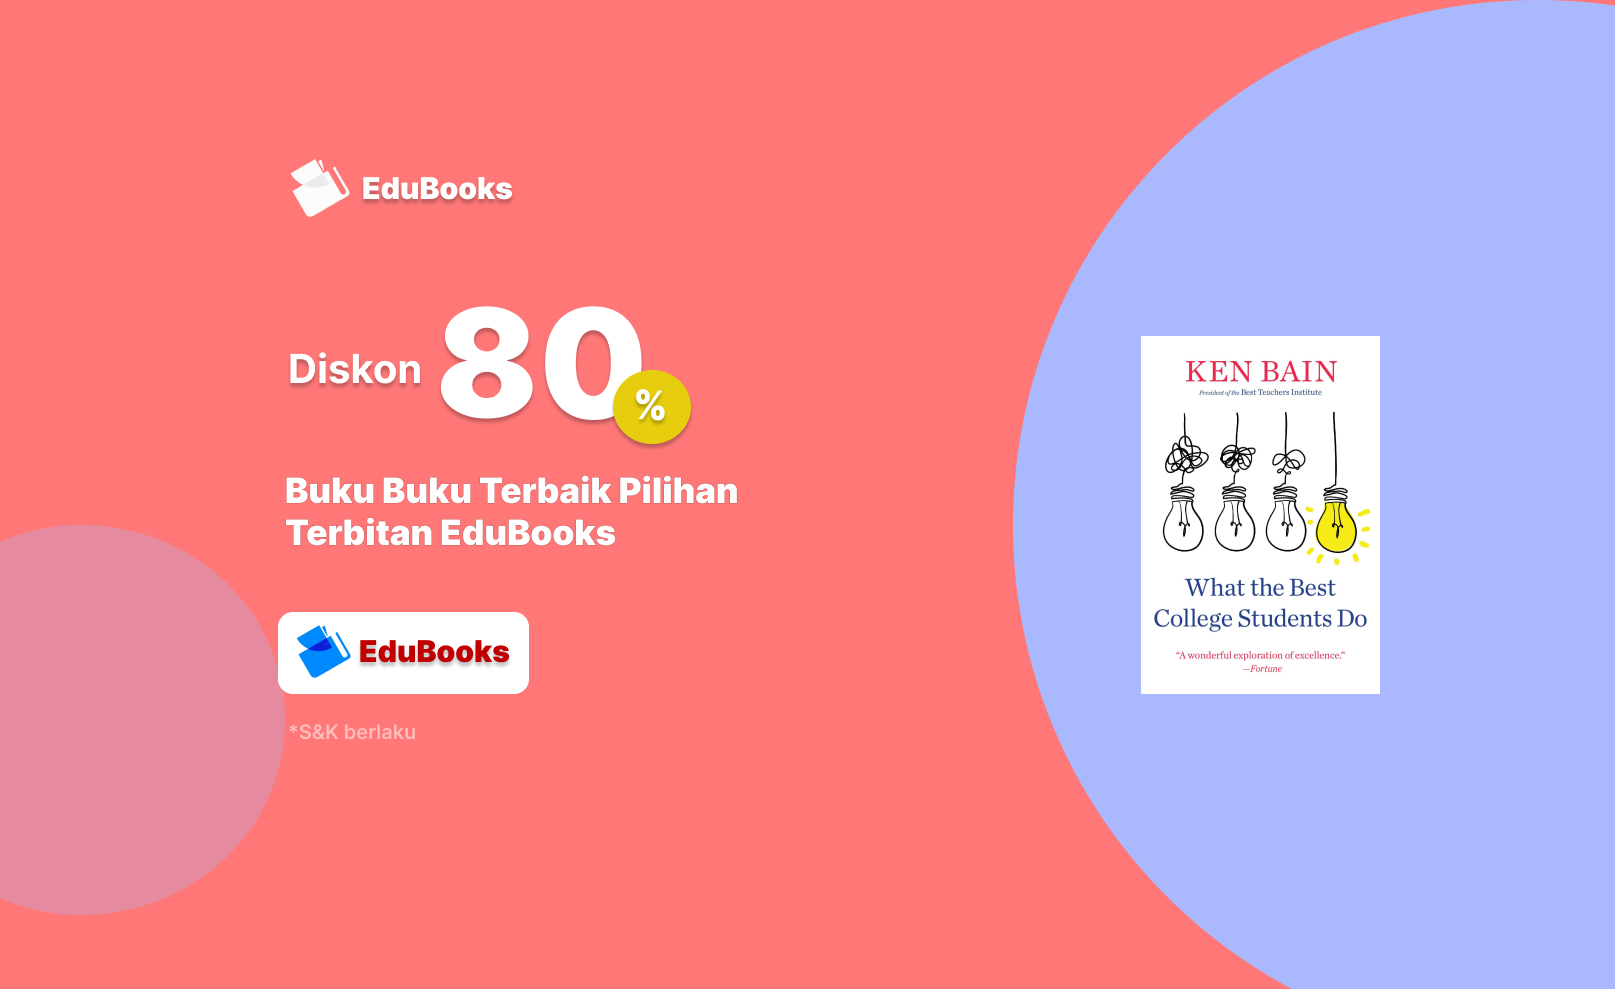 EduBooks
Diskon 80 %
Buku Buku Terbaik Pilihan
Terbitan EduBooks
EduBooks
*S&K berlaku
KEN BAIN
President of the Best Teachers Institute
What the Best
College Students Do
“A wonderful exploration of excellence.”
—Fortune